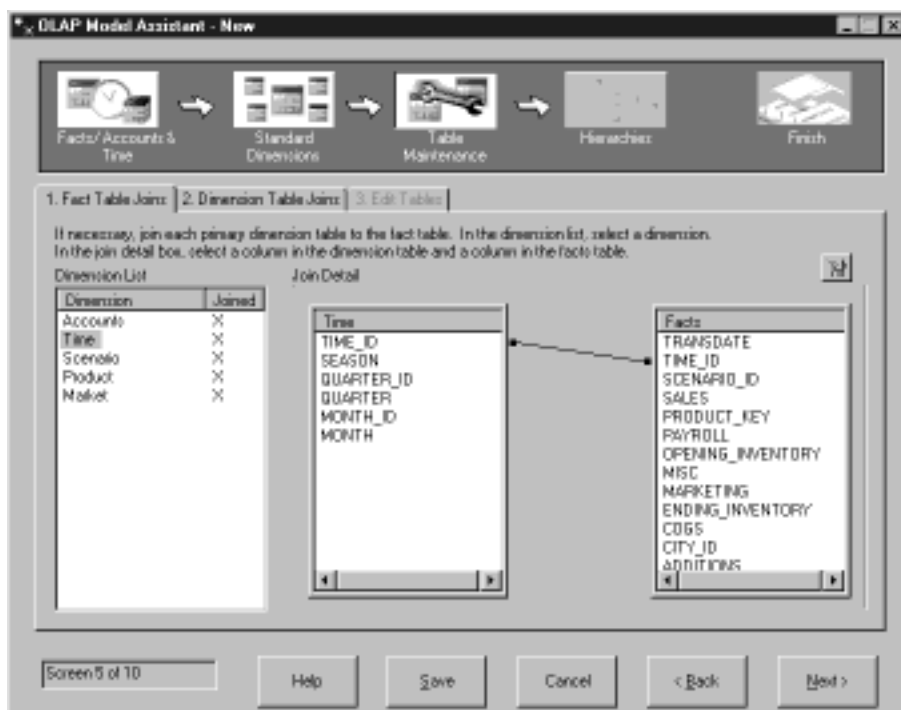 OLAP Model Assistant - New
Facts/Accounts &
Time
Standard
Dimensions
Table
Maintenance
Hierarchies
Finish
1. Fact Table Joins
2. Dimension Table Joins
3. Edit Tables
If necessary, join each primary dimension table to the fact table. In the dimension list, select a dimension.
In the join detail box, select a column in the dimension table and a column in the facts table.
Dimension List
Join Detail
Dimension Joined
Accounts X
Time X
Scenario X
Product X
Market X
Time
TIME_ID
SEASON
QUARTER_ID
QUARTER
MONTH_ID
MONTH
Facts
TRANSDATE
TIME_ID
SCENARIO_ID
SALES
PRODUCT_KEY
PAYROLL
OPENING_INVENTORY
MISC
MARKETING
ENDING_INVENTORY
COGS
CITY_ID
ADDITIONS
Screen 5 of 10
Help
Save
Cancel
< Back
Next >